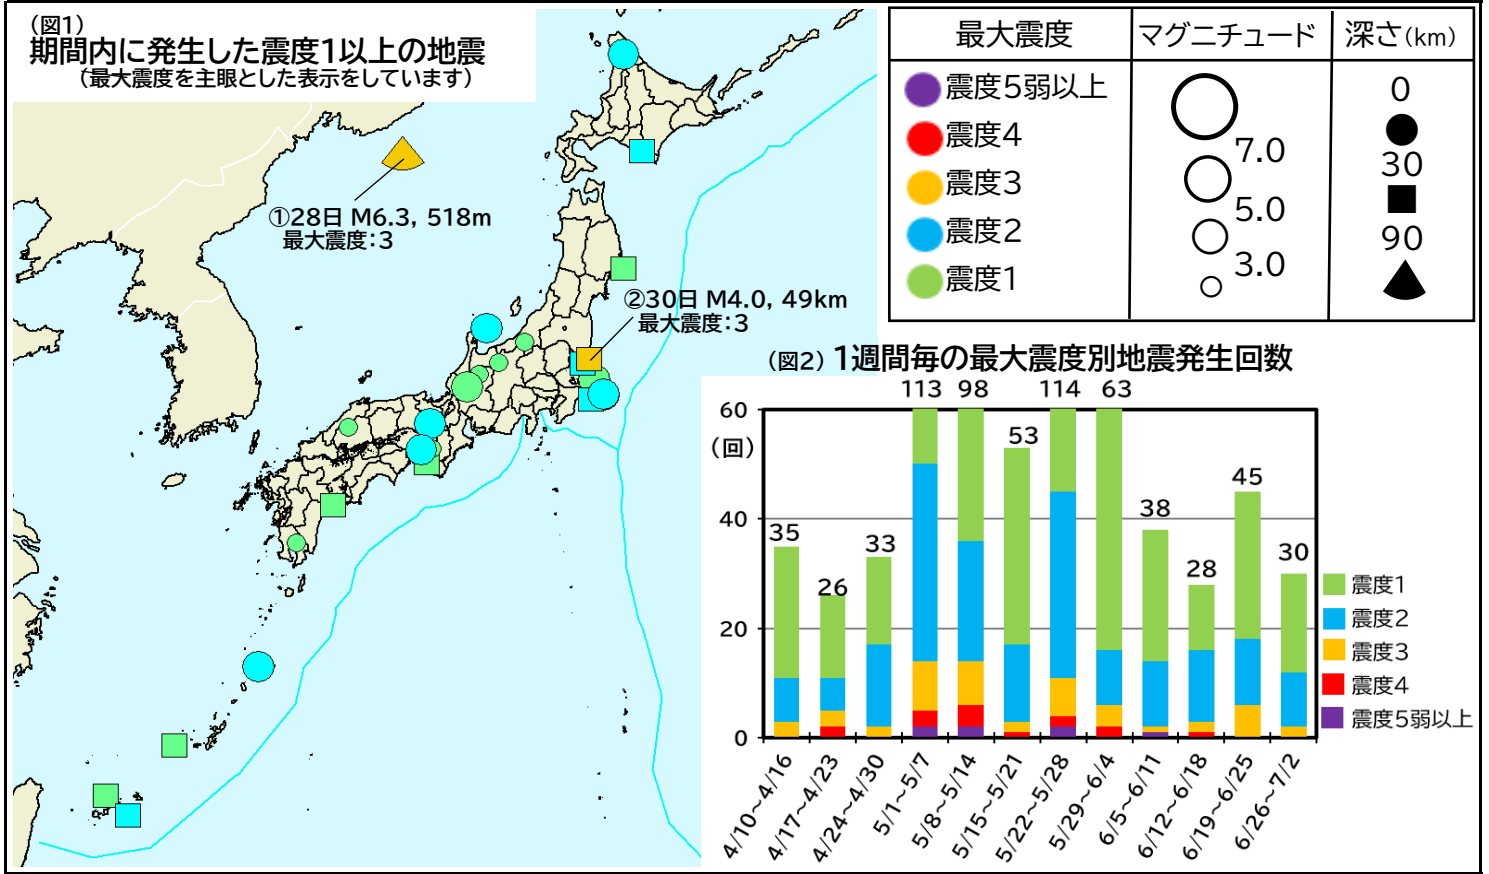 (図1)
期間内に発生した震度1以上の地震
(最大震度を主眼とした表示をしています)
①28日 M6.3, 518m
最大震度:3
②30日 M4.0, 49km
最大震度:3
最大震度 マグニチュード 深さ(km)
震度5弱以上
震度4
震度3
震度2
震度1
7.0
5.0
3.0
0
30
90
(図2) 1週間毎の最大震度別地震発生回数
113 98 114 63
60
(回)
53
45
40
35
33
38
26
28
30
20
0
4/10~4/16
4/17~4/23
4/24~4/30
5/1~5/7
5/8~5/14
5/15~5/21
5/22~5/28
5/29~6/4
6/5~6/11
6/12~6/18
6/19~6/25
6/26~7/2
震度1
震度2
震度3
震度4
震度5弱以上